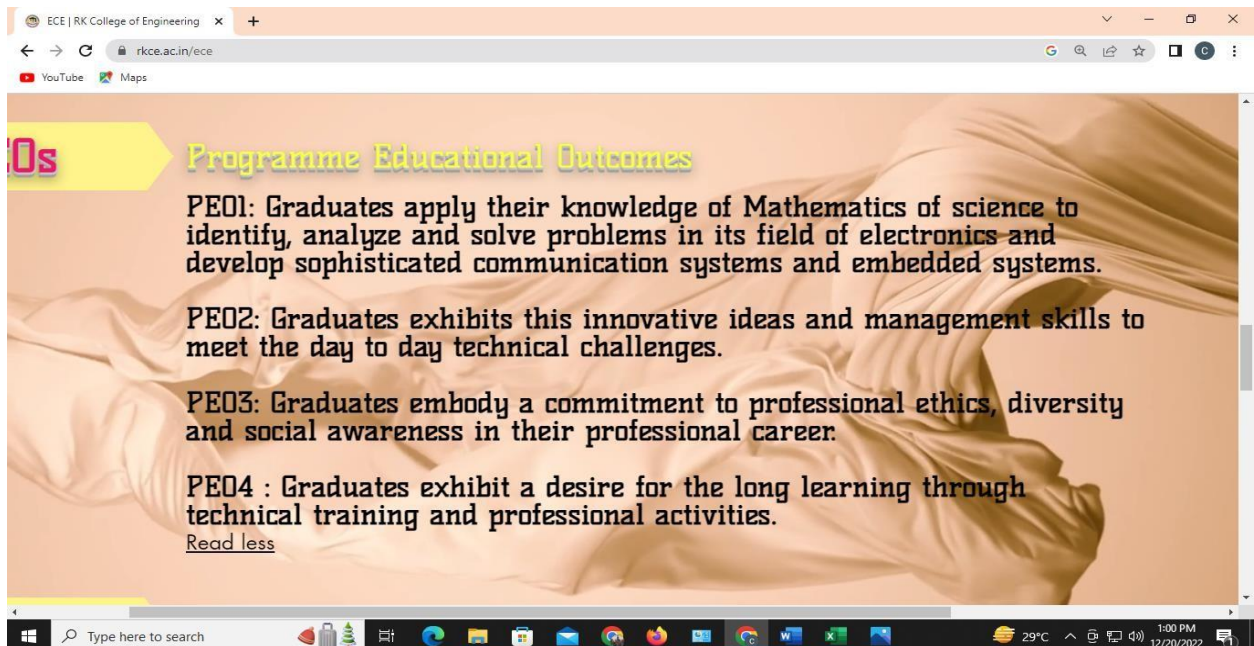 ECE | RK College of Engineering
rkce.ac.in/ece
YouTube Maps
EOs
Programme Educational Outcomes
PEO1: Graduates apply their knowledge of Mathematics of science to
identify, analyze and solve problems in its field of electronics and
develop sophisticated communication systems and embedded systems.
PEO2: Graduates exhibits this innovative ideas and management skills to
meet the day to day technical challenges.
PEO3: Graduates embody a commitment to professional ethics, diversity
and social awareness in their professional career.
PEO4 : Graduates exhibit a desire for the long learning through
technical training and professional activities.
Read less
Type here to search
29°C
1:00 PM
12/20/2022